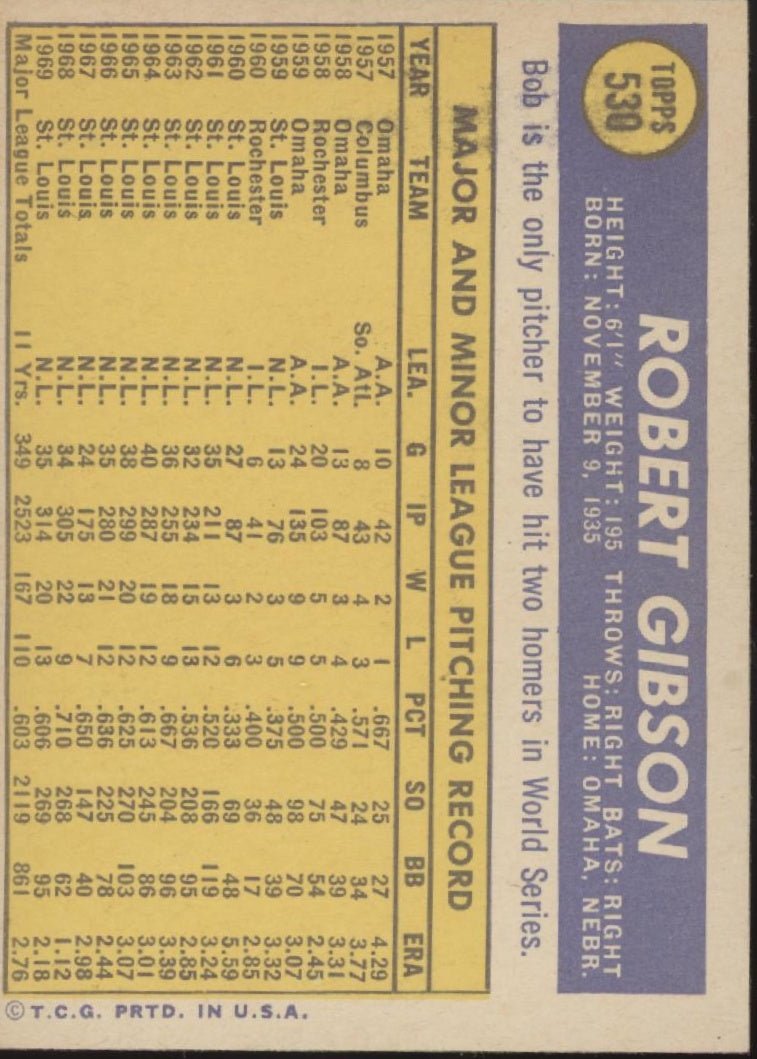 TOPPS
530
ROBERT GIBSON
HEIGHT: 6'1" WEIGHT: 195 THROWS: RIGHT BATS: RIGHT
BORN: NOVEMBER 9, 1935 HOME: OMAHA, NEBR.
Bob is the only pitcher to have hit two homers in World Series.
MAJOR AND MINOR LEAGUE PITCHING RECORD
YEAR TEAM LEA. G IP W L PCT SO BB ERA
1957 Omaha A.A. 10 42 2 1 .667 25 27 4.29
1957 Columbus So. Atl. 8 43 4 3 .571 24 34 3.77
1958 Omaha A.A. 13 87 3 4 .429 47 39 3.31
1958 Rochester I.L. 20 103 5 5 .500 75 54 2.45
1959 Omaha A.A. 24 135 9 9 .500 98 70 3.07
1959 St. Louis N.L. 13 76 3 5 .375 48 39 3.32
1960 Rochester I.L. 6 41 2 3 .400 36 17 2.85
1960 St. Louis N.L. 27 87 3 6 .333 69 48 5.59
1961 St. Louis N.L. 35 211 13 12 .520 166 119 3.24
1962 St. Louis N.L. 32 234 15 13 .536 208 95 2.85
1963 St. Louis N.L. 36 255 18 9 .667 204 96 3.39
1964 St. Louis N.L. 40 287 19 12 .613 245 86 3.01
1965 St. Louis N.L. 38 299 20 12 .625 270 103 3.07
1966 St. Louis N.L. 35 280 21 12 .636 225 78 2.44
1967 St. Louis N.L. 24 175 13 7 .650 147 40 2.98
1968 St. Louis N.L. 34 305 22 9 .710 268 62 1.12
1969 St. Louis N.L. 35 314 20 13 .606 269 95 2.18
Major League Totals 11 Yrs. 349 2523 167 110 .603 2119 861 2.76
© T.C.G. PRTD. IN U.S.A.